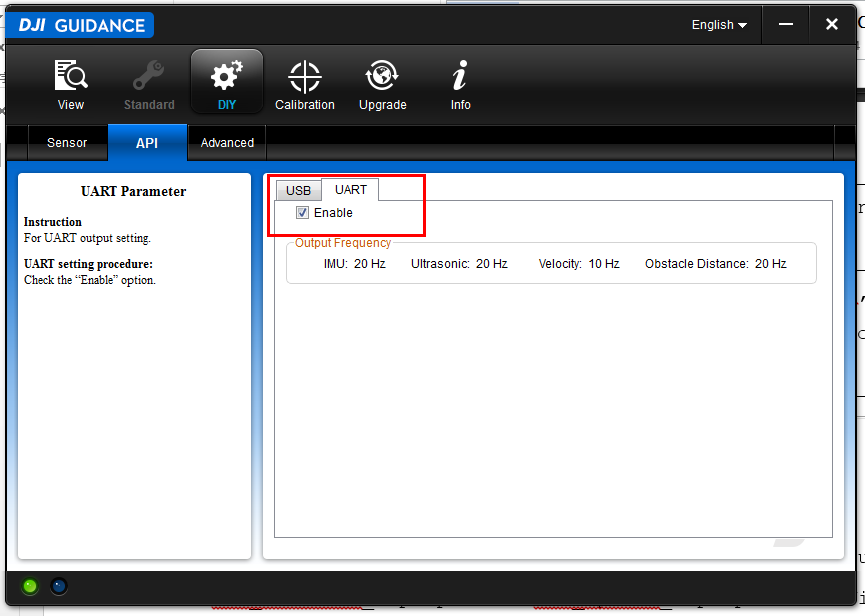 DJI GUIDANCE
English
View
Standard
DIY
Calibration
Upgrade
Info
Sensor
API
Advanced
UART Parameter
Instruction
For UART output setting.
UART setting procedure:
Check the “Enable” option.
USB
UART
Enable
Output Frequency
IMU: 20 Hz Ultrasonic: 20 Hz Velocity: 10 Hz Obstacle Distance: 20 Hz